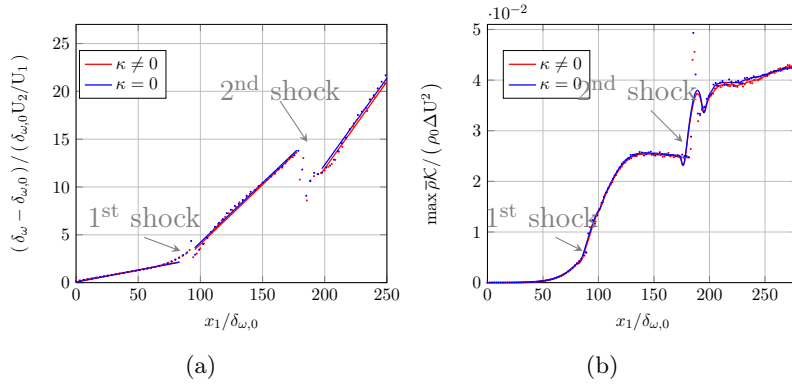 ·10⁻²
25
20
15
10
5
0
0 50 100 150 200 250
(δω − δω,0) / (δω,0U2/U1)
x1/δω,0
κ ≠ 0
κ = 0
1st shock
2nd shock
(a)
5
4
3
2
1
0
0 50 100 150 200 250
max ρ̅K/ (ρ0ΔU²)
x1/δω,0
κ ≠ 0
κ = 0
1st shock
2nd shock
(b)